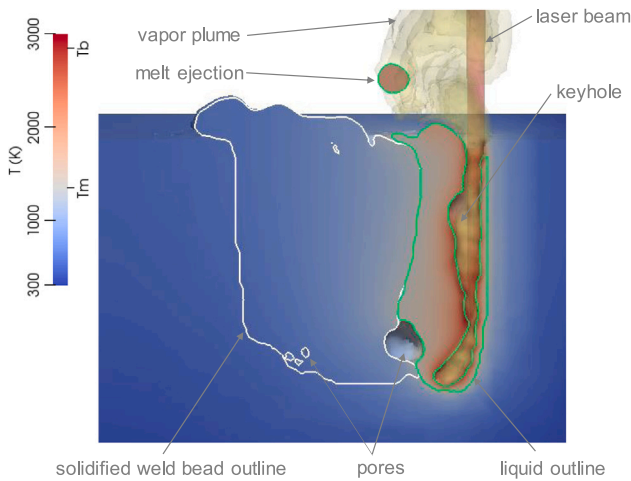 vapor plume
laser beam
melt ejection
keyhole
3000
2000
1000
300
T (K)
Tb
Tm
solidified weld bead outline
pores
liquid outline